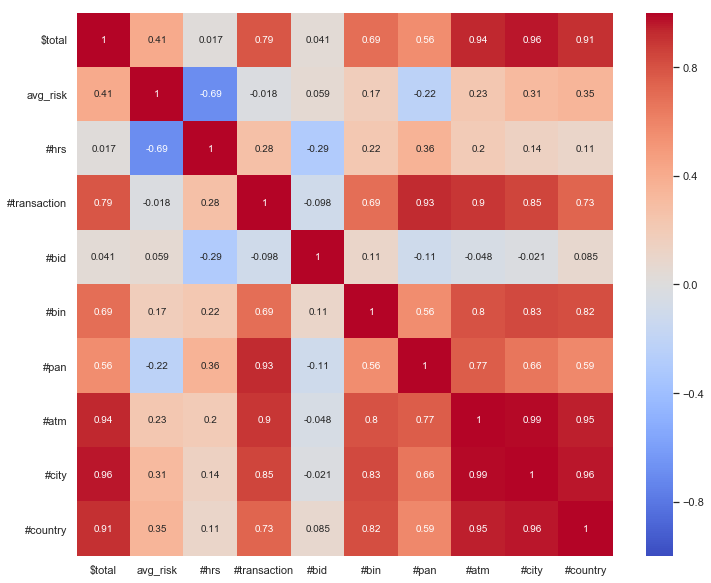 $total 1 0.41 0.017 0.79 0.041 0.69 0.56 0.94 0.96 0.91
avg_risk 0.41 1 -0.69 -0.018 0.059 0.17 -0.22 0.23 0.31 0.35
#hrs 0.017 -0.69 1 0.28 -0.29 0.22 0.36 0.2 0.14 0.11
#transaction 0.79 -0.018 0.28 1 -0.098 0.69 0.93 0.9 0.85 0.73
#bid 0.041 0.059 -0.29 -0.098 1 0.11 -0.11 -0.048 -0.021 0.085
#bin 0.69 0.17 0.22 0.69 0.11 1 0.56 0.8 0.83 0.82
#pan 0.56 -0.22 0.36 0.93 -0.11 0.56 1 0.77 0.66 0.59
#atm 0.94 0.23 0.2 0.9 -0.048 0.8 0.77 1 0.99 0.95
#city 0.96 0.31 0.14 0.85 -0.021 0.83 0.66 0.99 1 0.96
#country 0.91 0.35 0.11 0.73 0.085 0.82 0.59 0.95 0.96 1
$total avg_risk #hrs #transaction #bid #bin #pan #atm #city #country
0.8
0.4
0.0
-0.4
-0.8